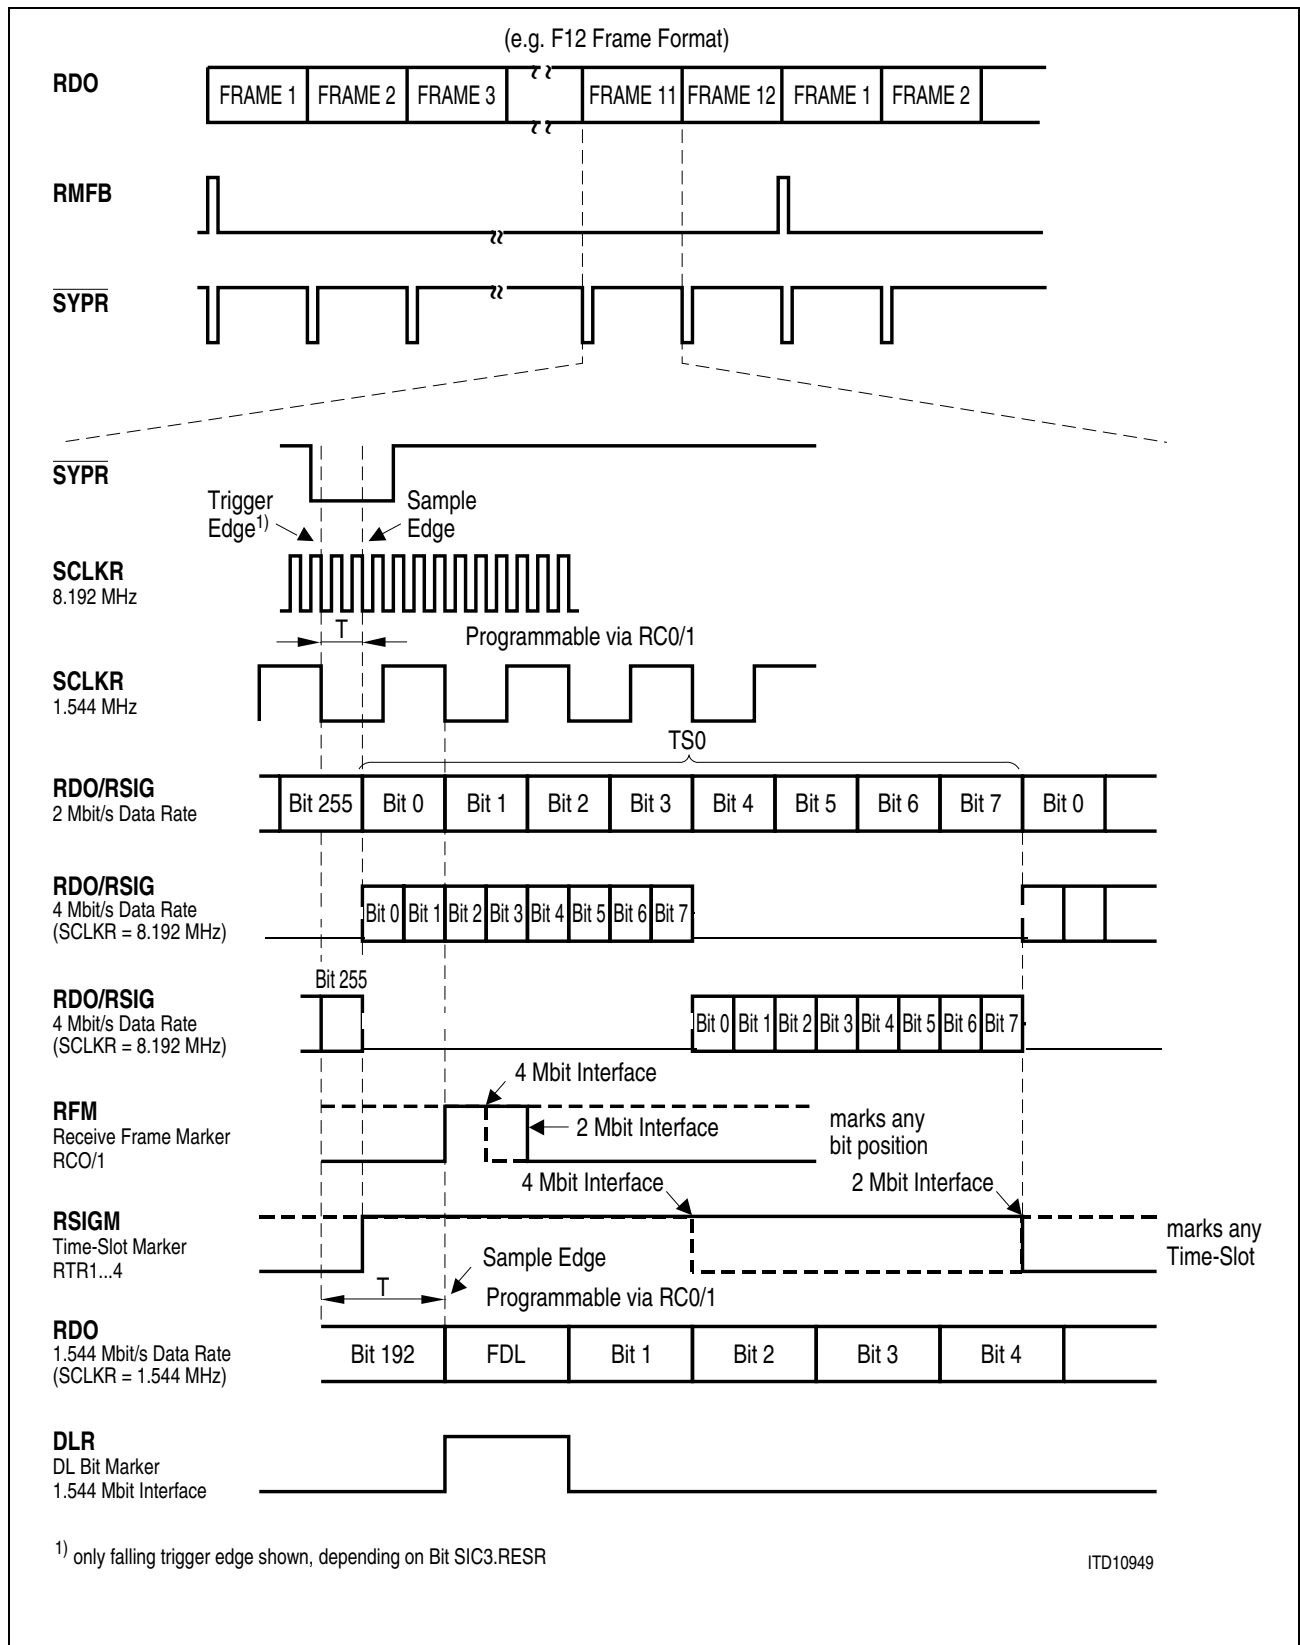 (e.g. F12 Frame Format)
RDO
FRAME 1 FRAME 2 FRAME 3 FRAME 11 FRAME 12 FRAME 1 FRAME 2
RMFB
SYPR
SYPR
Trigger
Edge1)
Sample
Edge
SCLKR
8.192 MHz
T
Programmable via RC0/1
SCLKR
1.544 MHz
TS0
RDO/RSIG
2 Mbit/s Data Rate
Bit 255 Bit 0 Bit 1 Bit 2 Bit 3 Bit 4 Bit 5 Bit 6 Bit 7 Bit 0
RDO/RSIG
4 Mbit/s Data Rate
(SCLKR = 8.192 MHz)
Bit 0 Bit 1 Bit 2 Bit 3 Bit 4 Bit 5 Bit 6 Bit 7
Bit 255
RDO/RSIG
4 Mbit/s Data Rate
(SCLKR = 8.192 MHz)
Bit 0 Bit 1 Bit 2 Bit 3 Bit 4 Bit 5 Bit 6 Bit 7
4 Mbit Interface
RFM
Receive Frame Marker
RCO/1
2 Mbit Interface
marks any
bit position
4 Mbit Interface
2 Mbit Interface
RSIGM
Time-Slot Marker
RTR1...4
marks any
Time-Slot
T
Sample Edge
Programmable via RC0/1
RDO
1.544 Mbit/s Data Rate
(SCLKR = 1.544 MHz)
Bit 192 FDL Bit 1 Bit 2 Bit 3 Bit 4
DLR
DL Bit Marker
1.544 Mbit Interface
1) only falling trigger edge shown, depending on Bit SIC3.RESR
ITD10949